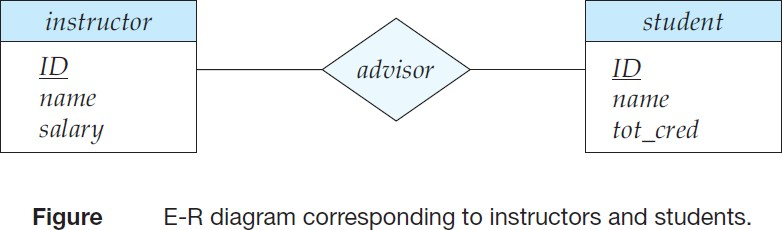 instructor
ID
name
salary
advisor
student
ID
name
tot_cred
Figure E-R diagram corresponding to instructors and students.